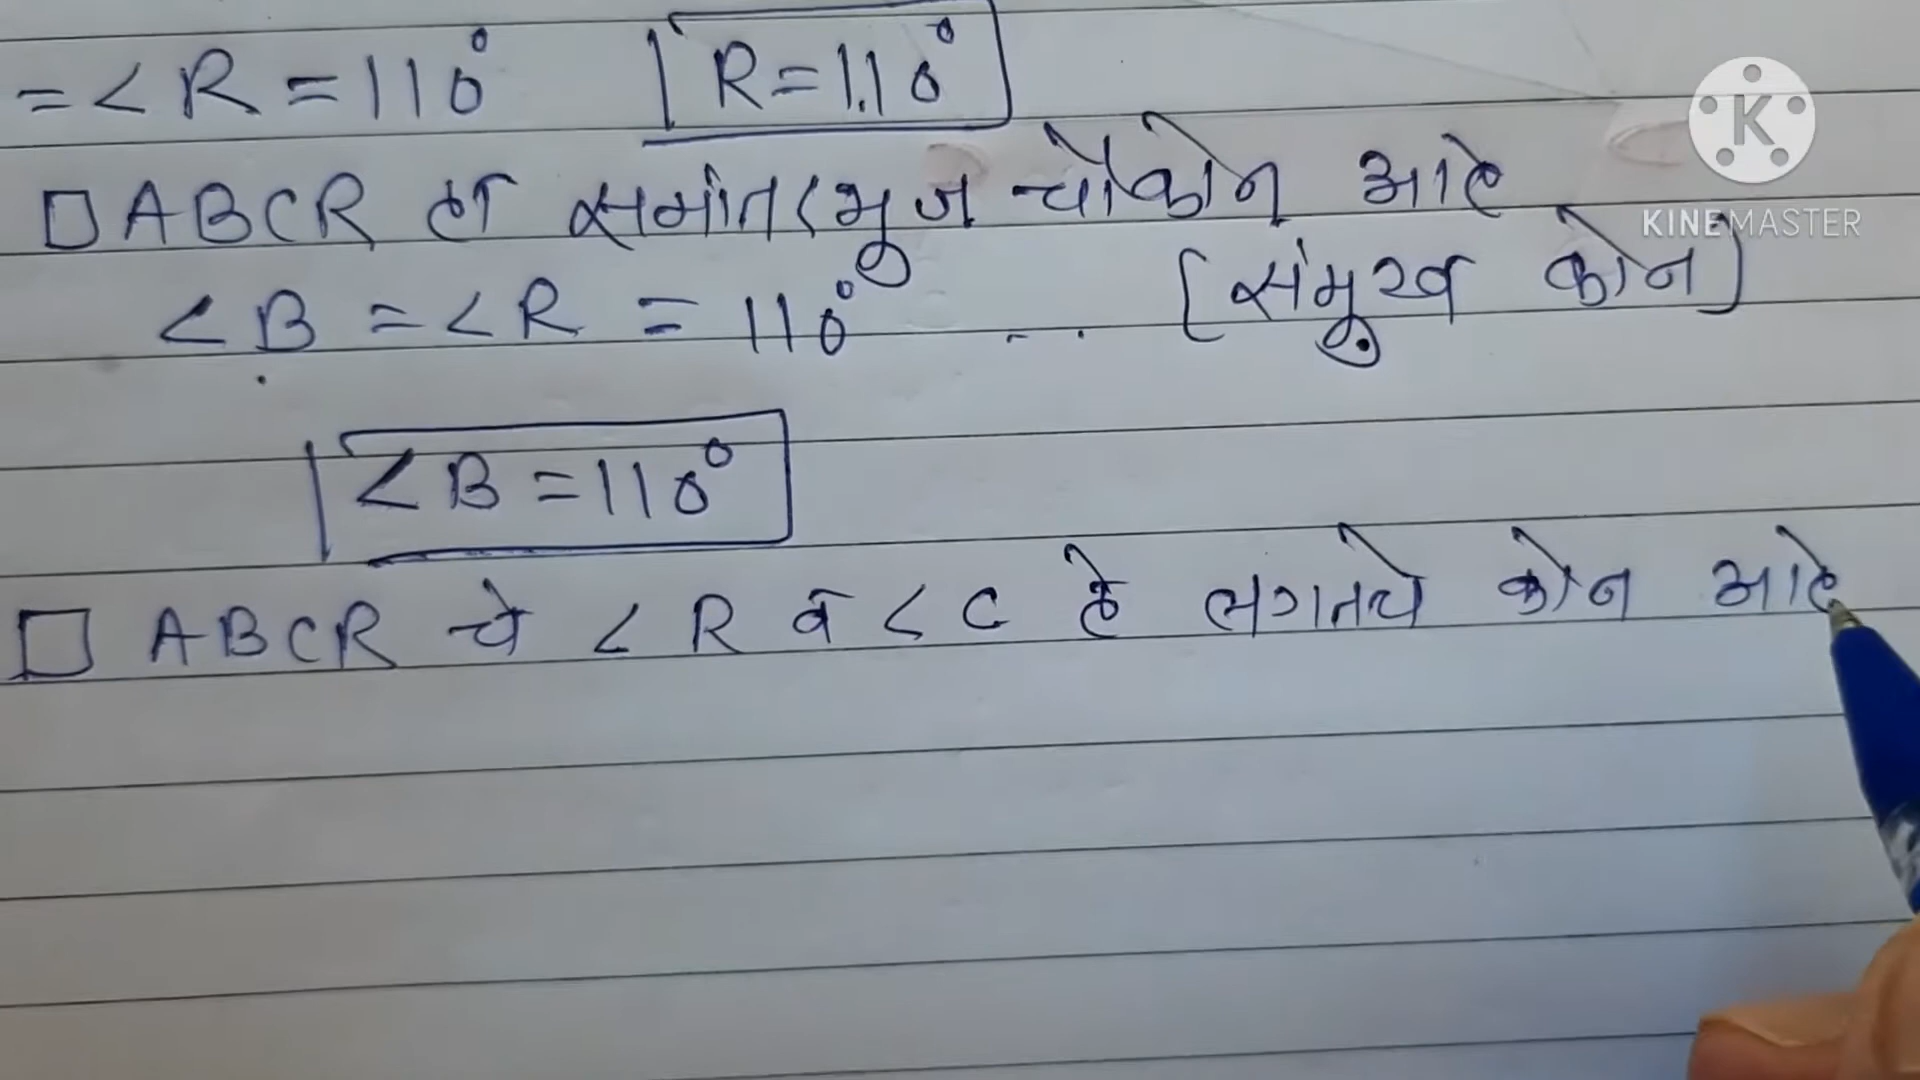 = ∠R = 110° R = 110°
□ABCR हा समांतरभुज चौकोन आहे
∠B = ∠R = 110° .. [संमुख कोन]
∠B = 110°
□ ABCR चे ∠R व ∠C हे लगतचे कोन आहे
K
KINEMASTER